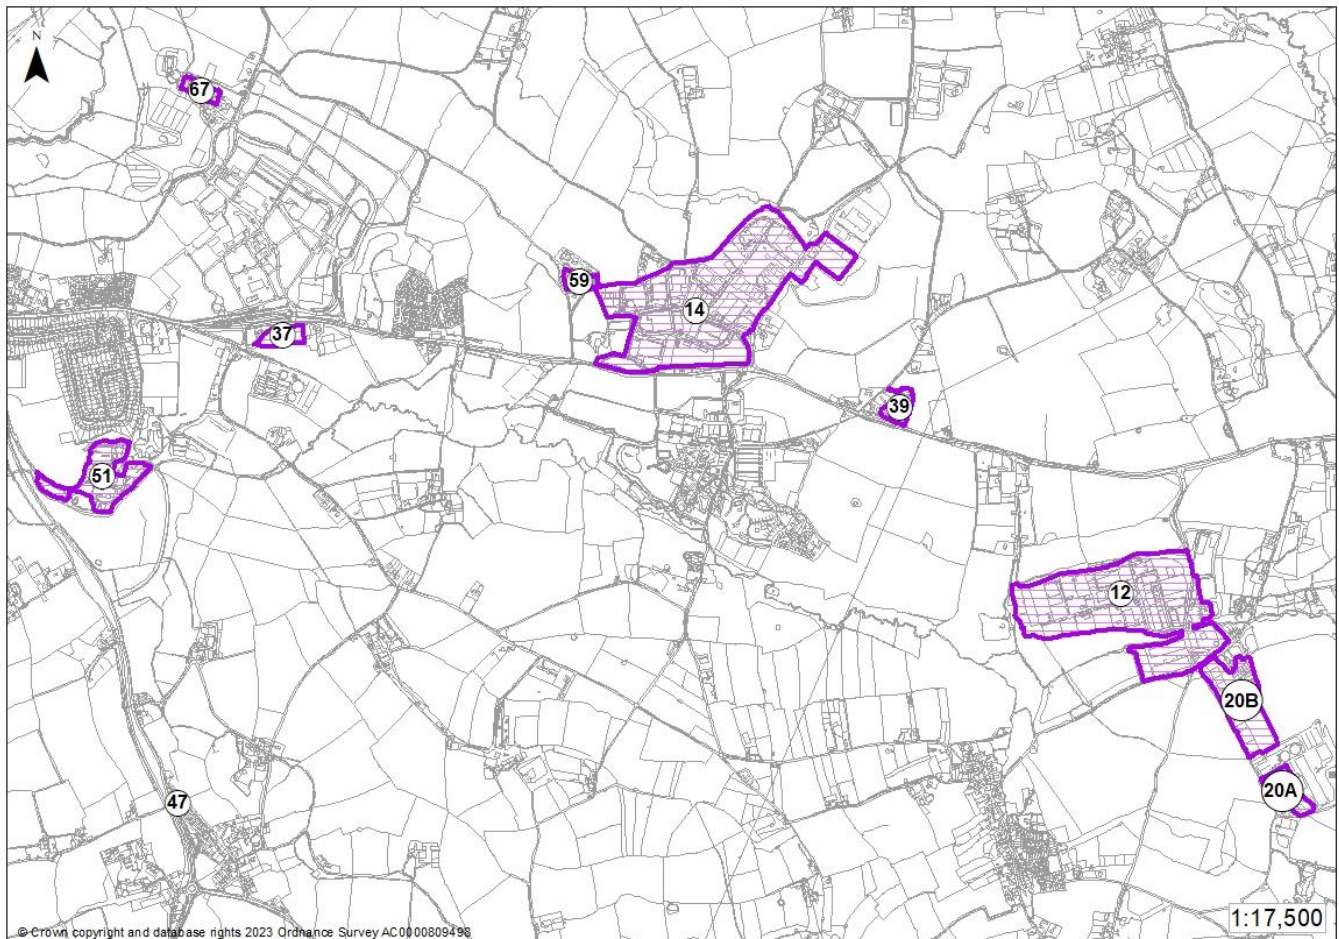 N
67
59
14
37
39
51
12
20B
20A
47
1:17,500
© Crown copyright and database rights 2023 Ordnance Survey AC0000809498